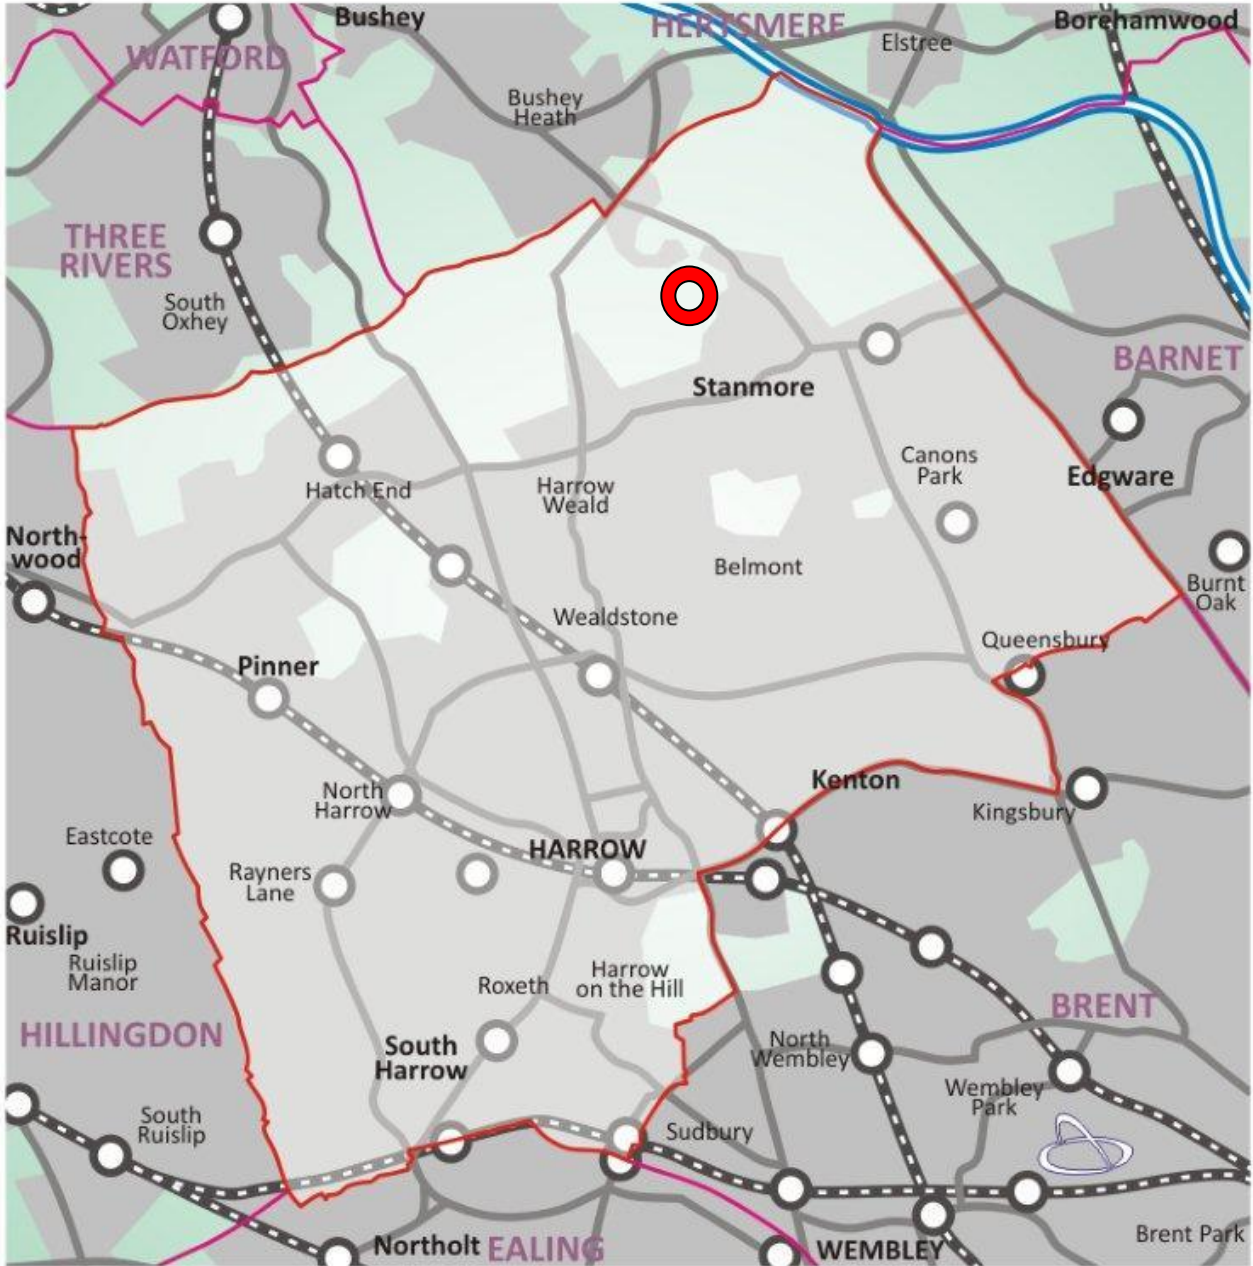 Bushey
HERTSMERE
Borehamwood
Elstree
WATFORD
Bushey
Heath
THREE
RIVERS
South
Oxhey
BARNET
Stanmore
Edgware
Canons
Park
Hatch End
Harrow
Weald
North-
wood
Belmont
Burnt
Oak
Wealdstone
Queensbury
Pinner
Kenton
North
Harrow
Kingsbury
Eastcote
HARROW
Rayners
Lane
Ruislip
Ruislip
Manor
Roxeth
Harrow
on the Hill
BRENT
HILLINGDON
South
Harrow
North
Wembley
Wembley
Park
South
Ruislip
Sudbury
Northolt
EALING
WEMBLEY
Brent Park